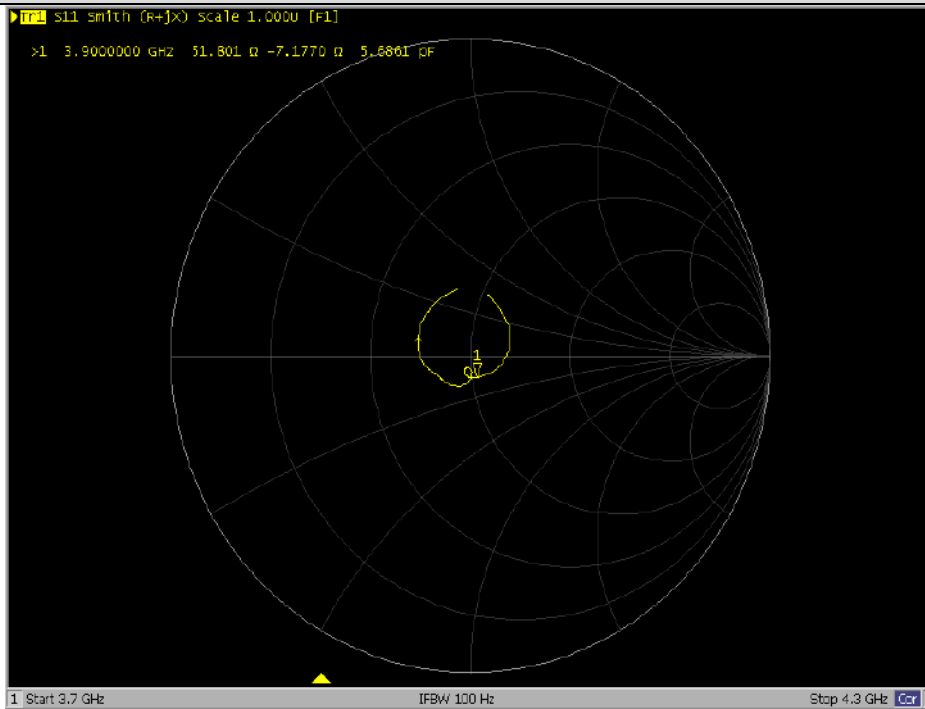 Tr1 S11 Smith (R+jX) Scale 1.000U [F1]
>1 3.9000000 GHz 51.801 Ω -7.1770 Ω 5.6861 pF
1
1 Start 3.7 GHz IFBW 100 Hz Stop 4.3 GHz Cor